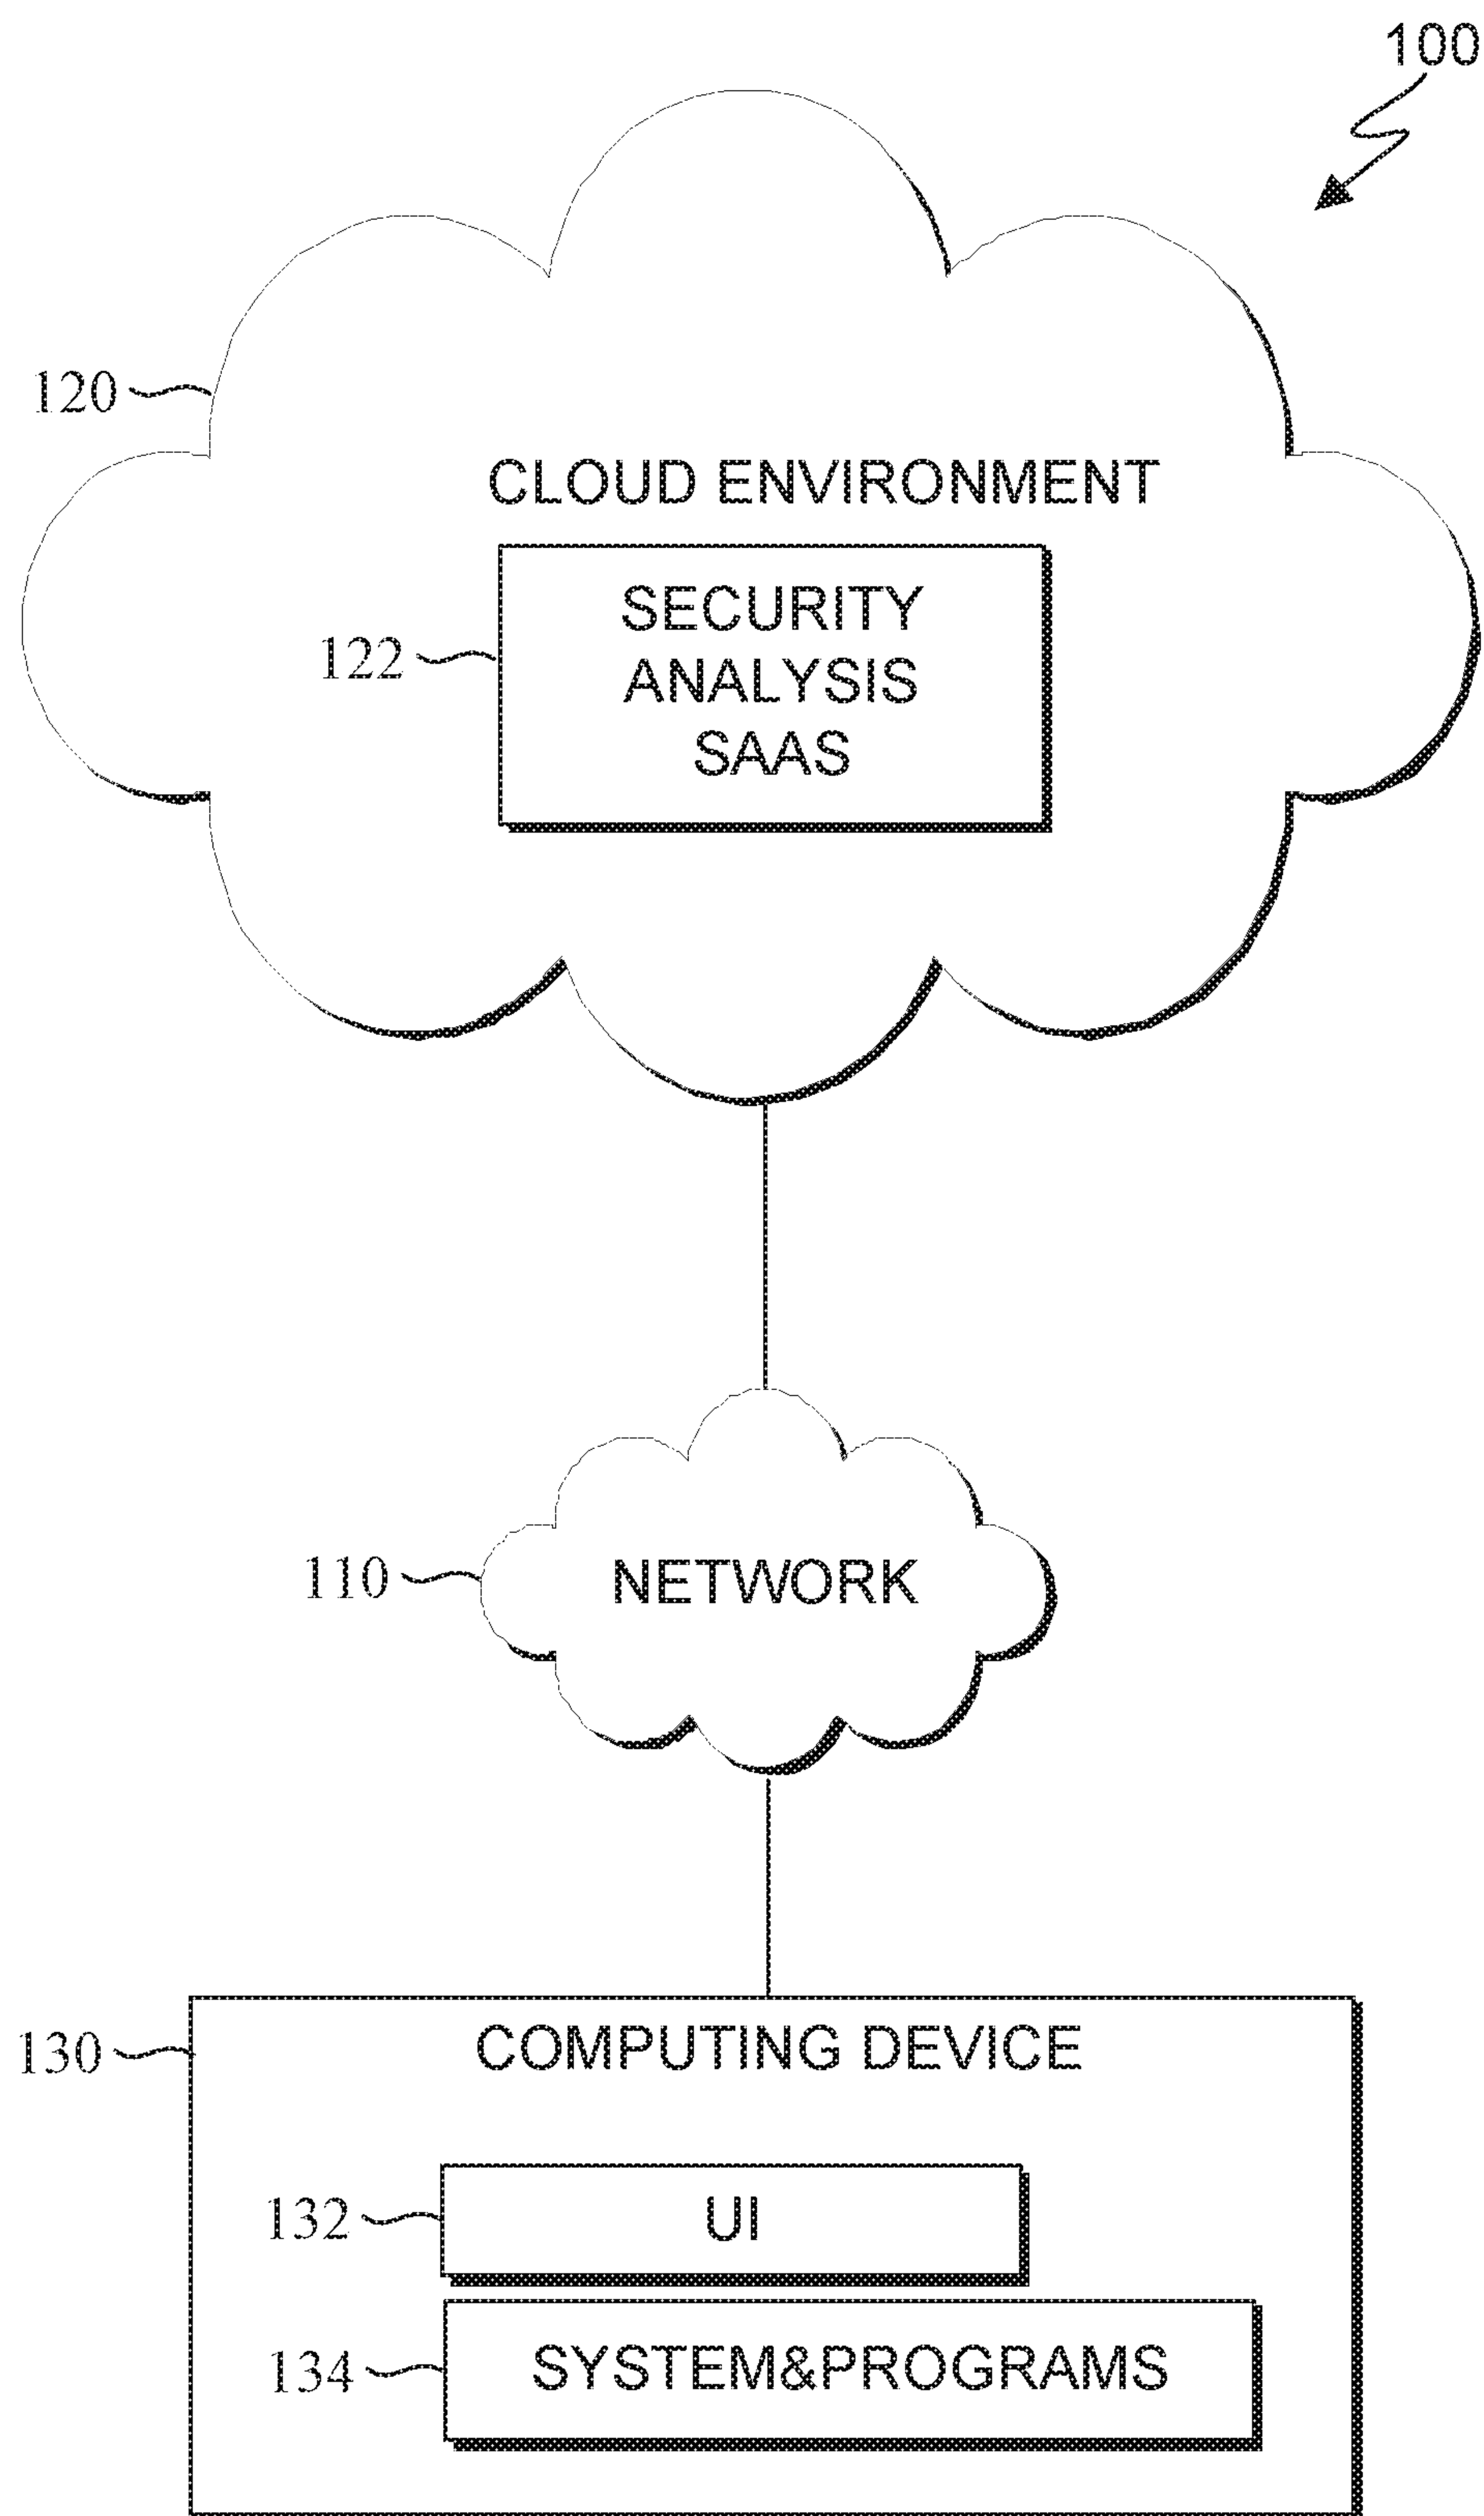 100
120
CLOUD ENVIRONMENT
122
SECURITY
ANALYSIS
SAAS
110
NETWORK
130
COMPUTING DEVICE
132
UI
134
SYSTEM&PROGRAMS